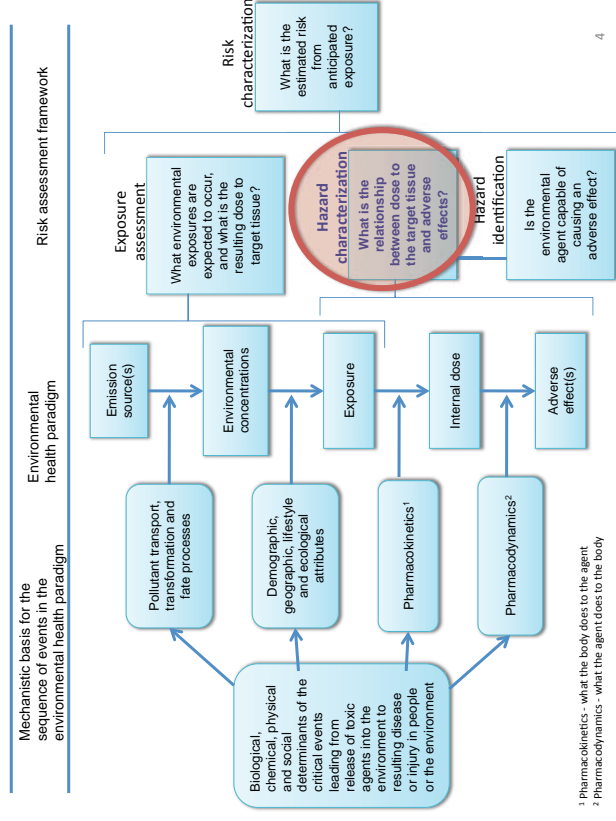 Mechanistic basis for the
sequence of events in the
environmental health paradigm
Environmental
health paradigm
Risk assessment framework
Biological,
chemical, physical
and social
determinants of the
critical events
leading from
release of toxic
agents into the
environment to
resulting disease
or injury in people
or the environment
Pollutant transport,
transformation and
fate processes
Demographic,
geographic, lifestyle
and ecological
attributes
Pharmacokinetics¹
Pharmacodynamics²
Emission
source(s)
Environmental
concentrations
Exposure
Internal dose
Adverse
effect(s)
Exposure
assessment
What environmental
exposures are
expected to occur,
and what is the
resulting dose to
target tissue?
Hazard
characterization
What is the
relationship
between dose to
the target tissue
and adverse
effects?
Hazard
identification
Is the
environmental
agent capable of
causing an
adverse effect?
Risk
characterization
What is the
estimated risk
from
anticipated
exposure?
¹ Pharmacokinetics - what the body does to the agent
² Pharmacodynamics - what the agent does to the body
4